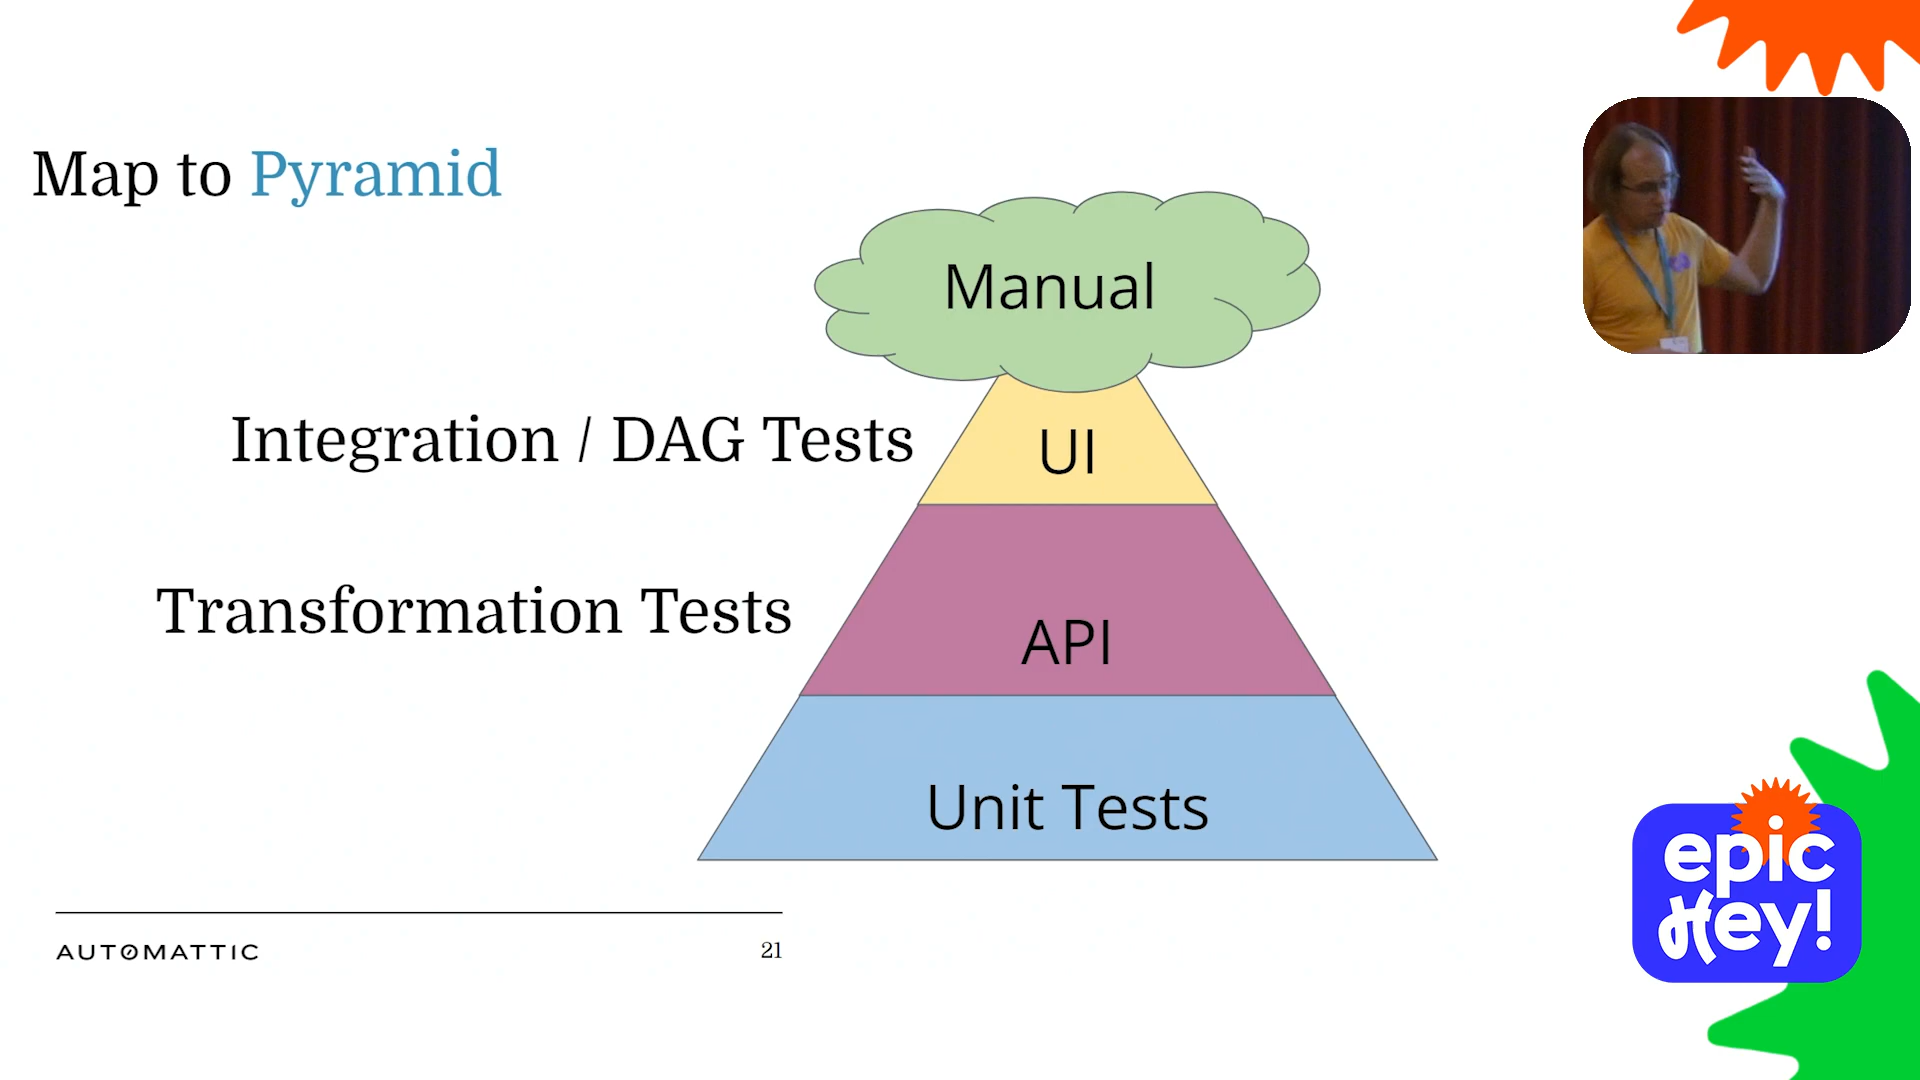 Map to Pyramid
Manual
Integration / DAG Tests
UI
Transformation Tests
API
Unit Tests
AUTOMATTIC
21
epic
Hey!